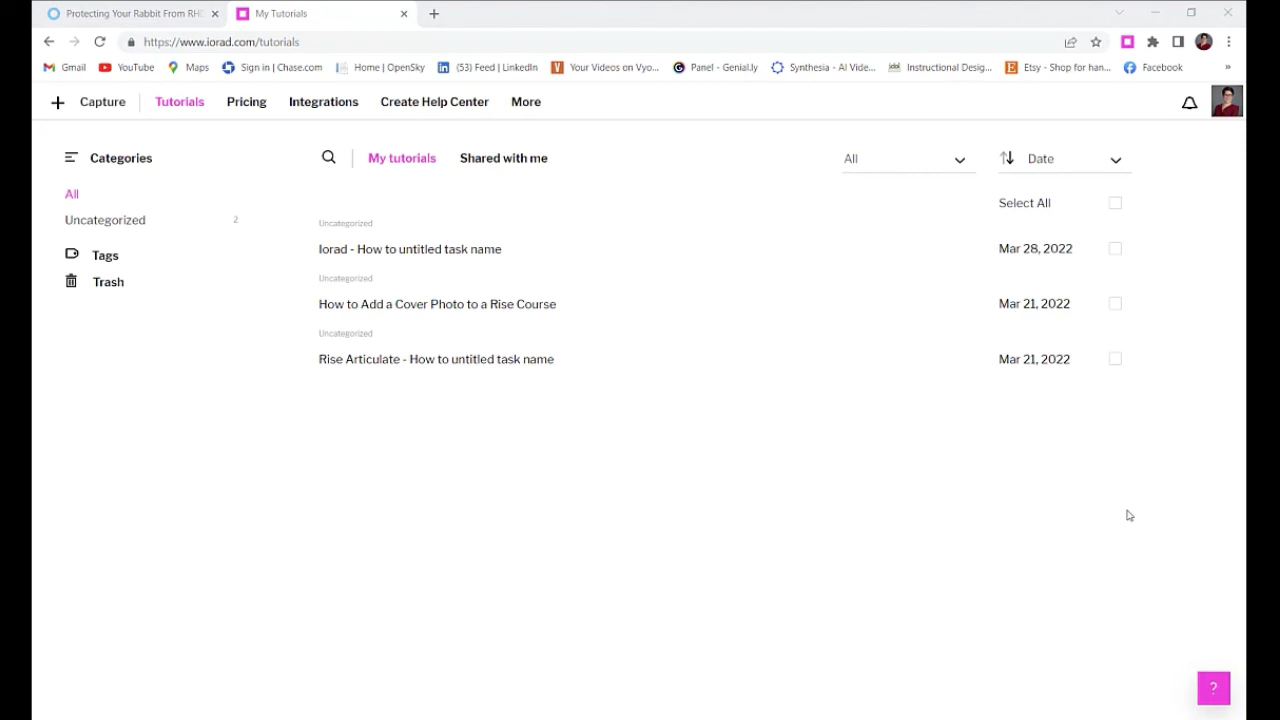 Protecting Your Rabbit From RH
My Tutorials
https://www.iorad.com/tutorials
Gmail YouTube Maps Sign in | Chase.com Home | OpenSky (53) Feed | LinkedIn Your Videos on Vyo... Panel - Genial.ly Synthesia - AI Vide... Instructional Desig... Etsy - Shop for han... Facebook »
+ Capture Tutorials Pricing Integrations Create Help Center More
Categories My tutorials Shared with me All Date
All
Select All
Uncategorized 2
Uncategorized
Iorad - How to untitled task name Mar 28, 2022
Tags
Uncategorized
Trash
How to Add a Cover Photo to a Rise Course Mar 21, 2022
Uncategorized
Rise Articulate - How to untitled task name Mar 21, 2022
?